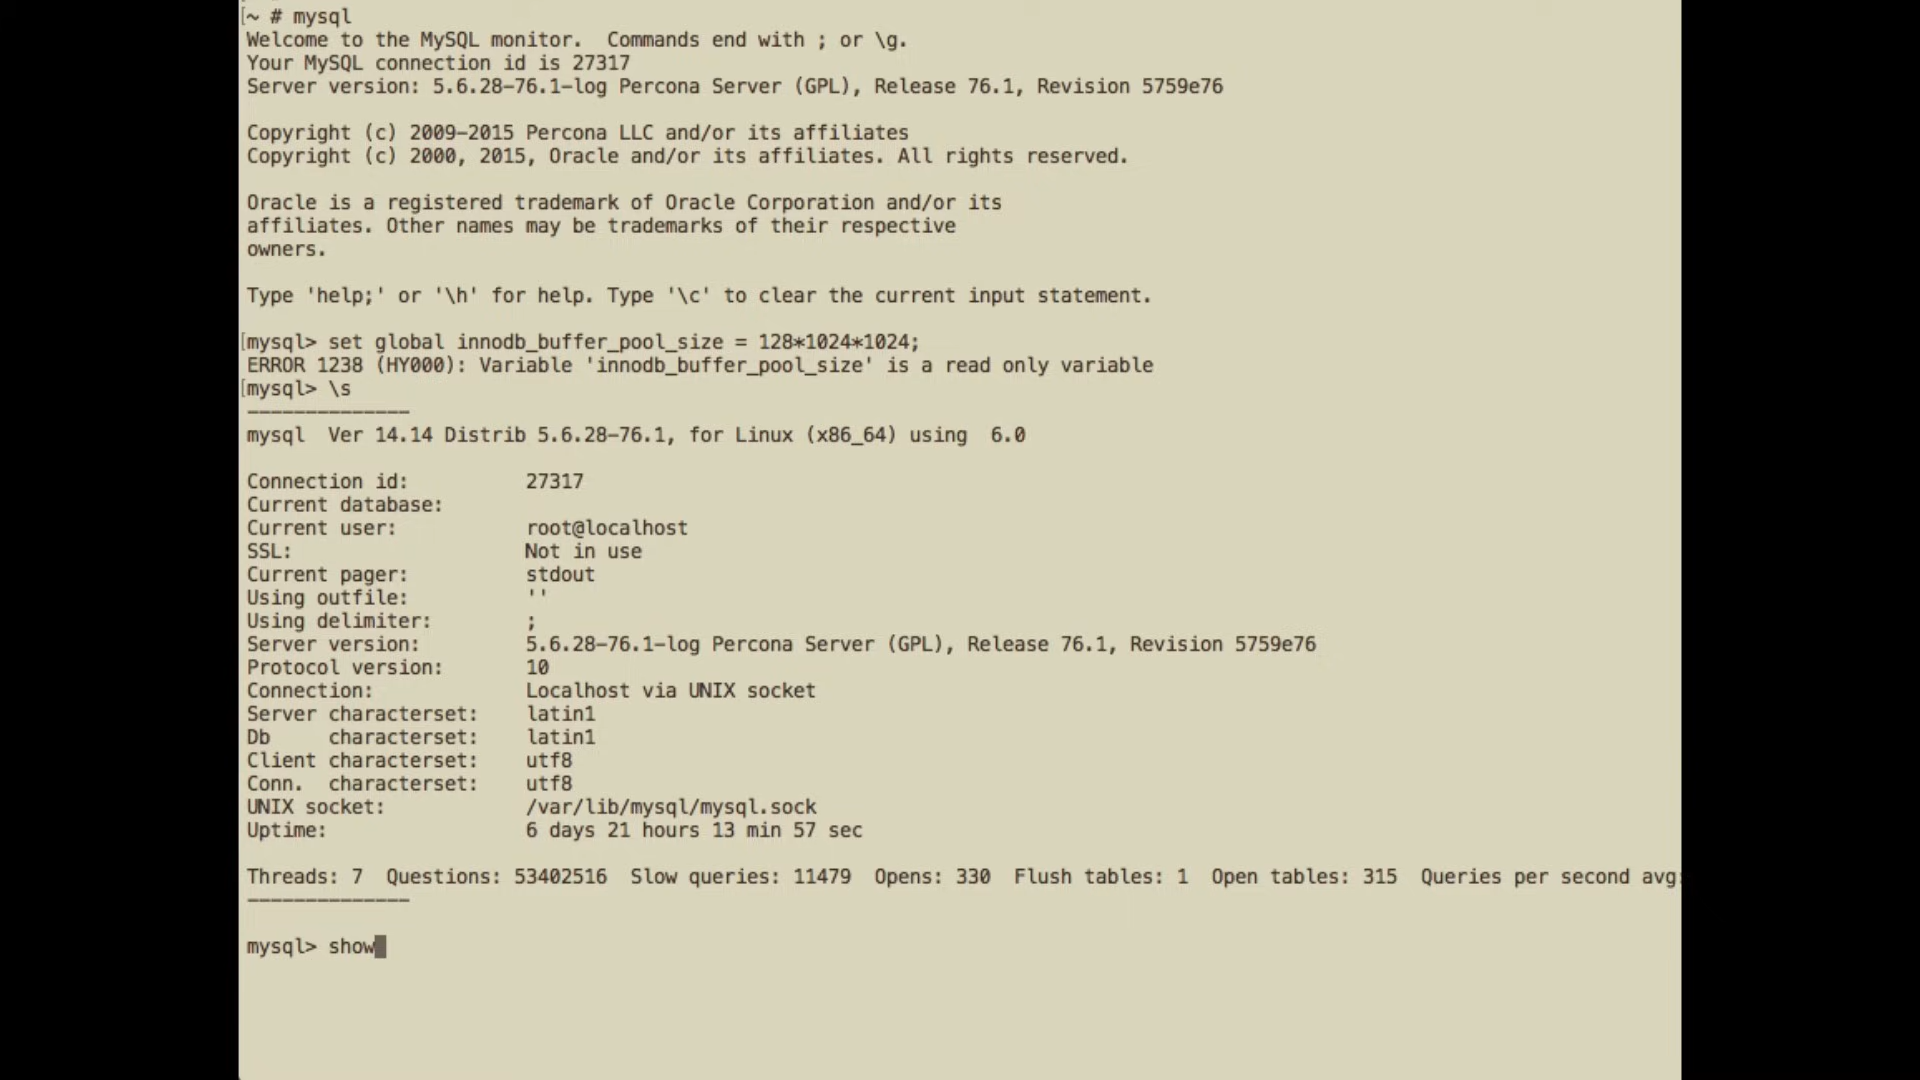 [~ # mysql
Welcome to the MySQL monitor.  Commands end with ; or \g.
Your MySQL connection id is 27317
Server version: 5.6.28-76.1-log Percona Server (GPL), Release 76.1, Revision 5759e76
Copyright (c) 2009-2015 Percona LLC and/or its affiliates
Copyright (c) 2000, 2015, Oracle and/or its affiliates. All rights reserved.
Oracle is a registered trademark of Oracle Corporation and/or its
affiliates. Other names may be trademarks of their respective
owners.
Type 'help;' or '\h' for help. Type '\c' to clear the current input statement.
[mysql> set global innodb_buffer_pool_size = 128*1024*1024;
ERROR 1238 (HY000): Variable 'innodb_buffer_pool_size' is a read only variable
[mysql> \s
--------------
mysql  Ver 14.14 Distrib 5.6.28-76.1, for Linux (x86_64) using  6.0
Connection id:          27317
Current database:
Current user:           root@localhost
SSL:                    Not in use
Current pager:          stdout
Using outfile:          ''
Using delimiter:        ;
Server version:         5.6.28-76.1-log Percona Server (GPL), Release 76.1, Revision 5759e76
Protocol version:       10
Connection:             Localhost via UNIX socket
Server characterset:    latin1
Db     characterset:    latin1
Client characterset:    utf8
Conn.  characterset:    utf8
UNIX socket:            /var/lib/mysql/mysql.sock
Uptime:                 6 days 21 hours 13 min 57 sec
Threads: 7  Questions: 53402516  Slow queries: 11479  Opens: 330  Flush tables: 1  Open tables: 315  Queries per second avg:
--------------
mysql> show